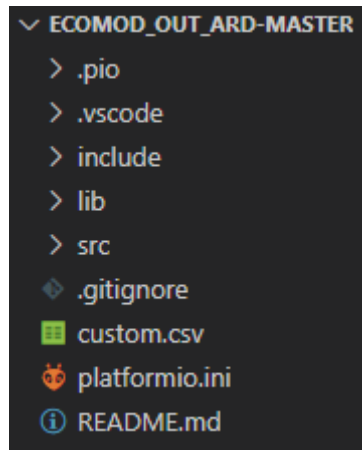 ECOMOD_OUT_ARD-MASTER
.pio
.vscode
include
lib
src
.gitignore
custom.csv
platformio.ini
README.md